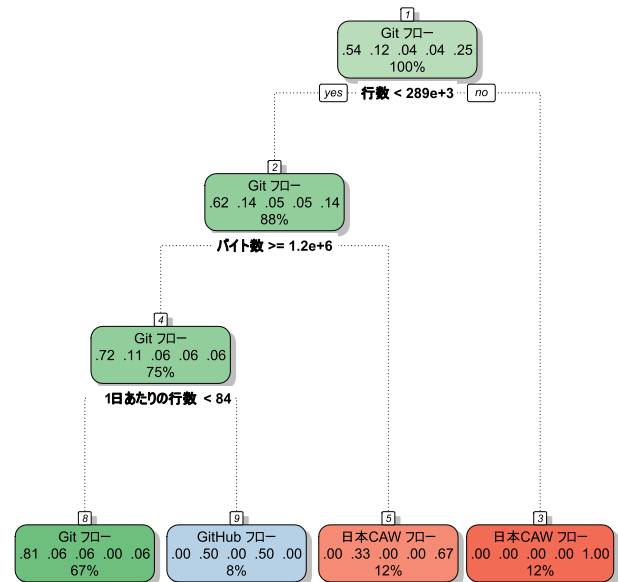 1
Git フロー
.54 .12 .04 .04 .25
100%
yes 行数 < 289e+3 no
2
Git フロー
.62 .14 .05 .05 .14
88%
バイト数 >= 1.2e+6
4
Git フロー
.72 .11 .06 .06 .06
75%
1日あたりの行数 < 84
8 9 5 3
Git フロー GitHub フロー 日本CAW フロー 日本CAW フロー
.81 .06 .06 .00 .06 .00 .50 .00 .50 .00 .00 .33 .00 .00 .67 .00 .00 .00 .00 1.00
67% 8% 12% 12%